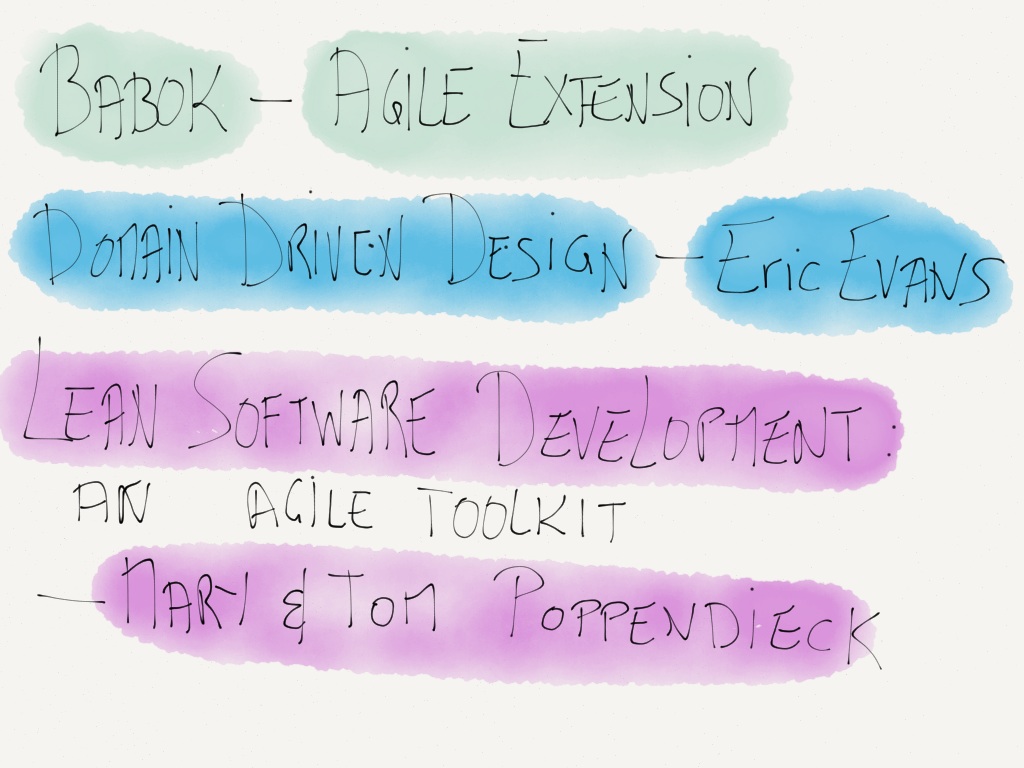 BABOK — AGiLE EXTENSiON
DOMAiN DRIVEN DESiGN — Eric EVANS
LEAN SOFTWARE DEVELOPMENT :
AN AGiLE TOOLKIT
— MARY & TOM POPPENDiECK